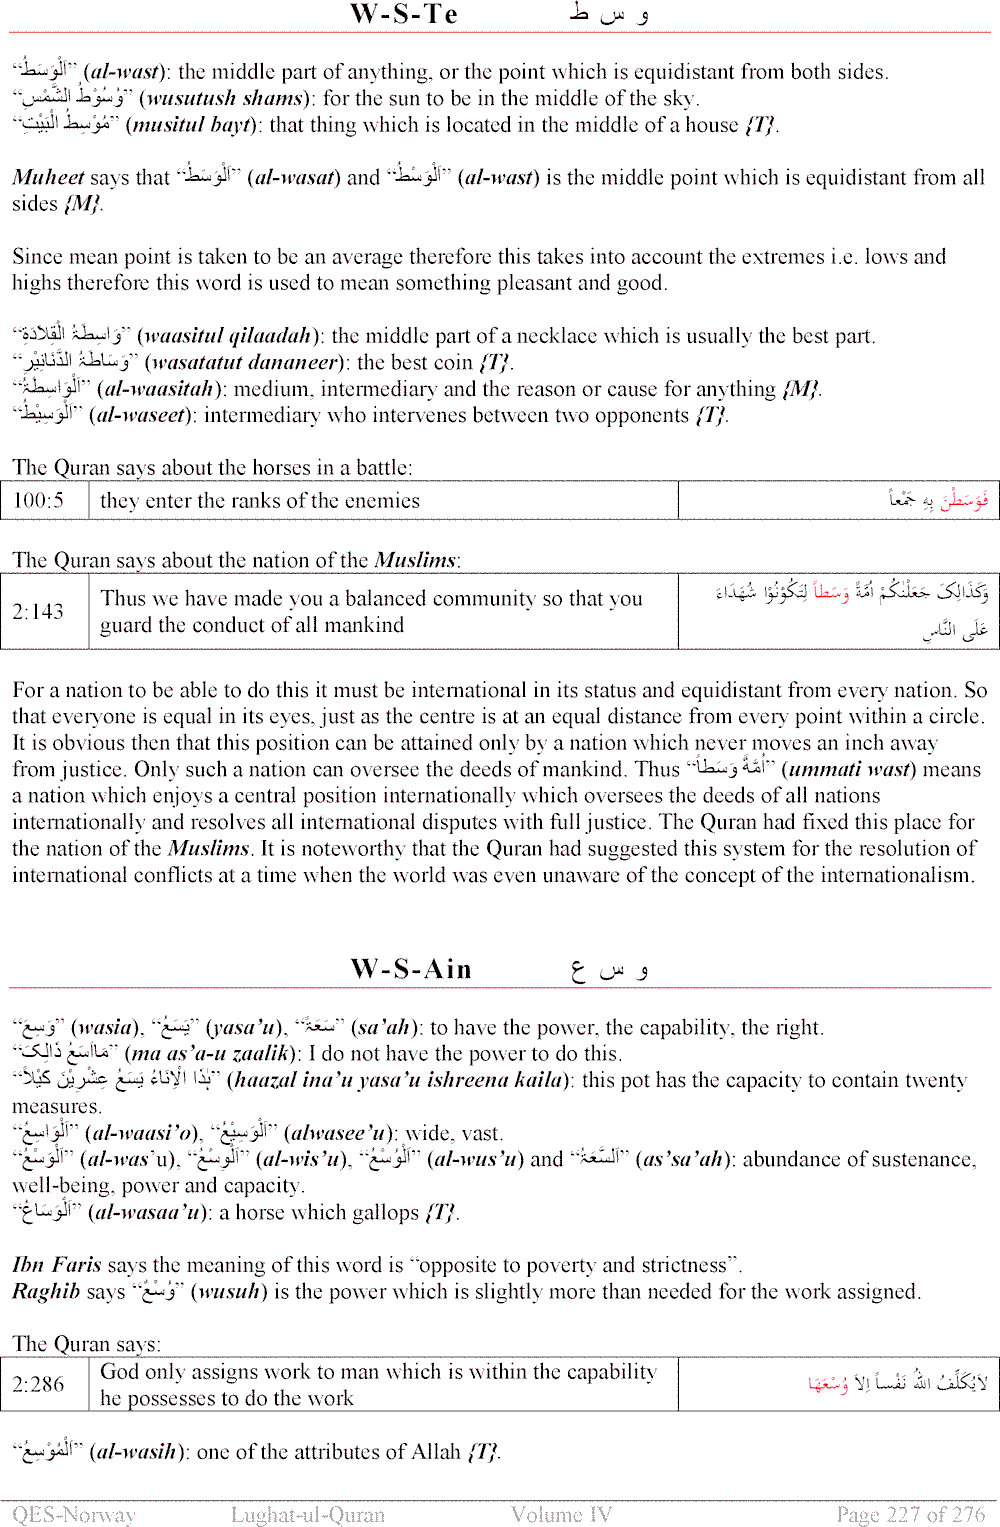 W-S-Te و س ط
“اَلْوَسَطُ” (al-wast): the middle part of anything, or the point which is equidistant from both sides.
“وُسُوْطُ الشَّمْسِ” (wusutush shams): for the sun to be in the middle of the sky.
“مُوْسِطُ الْبَيْتِ” (musitul bayt): that thing which is located in the middle of a house {T}.
Muheet says that “اَلْوَسَطُ” (al-wasat) and “اَلْوَسْطُ” (al-wast) is the middle point which is equidistant from all
sides {M}.
Since mean point is taken to be an average therefore this takes into account the extremes i.e. lows and
highs therefore this word is used to mean something pleasant and good.
“وَاسِطَۃُ الْقِلَادَۃِ” (waasitul qilaadah): the middle part of a necklace which is usually the best part.
“وَسَاطَۃُ الدَّنَانِيْرِ” (wasatatut dananeer): the best coin {T}.
“اَلْوَاسِطَۃُ” (al-waasitah): medium, intermediary and the reason or cause for anything {M}.
“اَلْوَسِيْطُ” (al-waseet): intermediary who intervenes between two opponents {T}.
The Quran says about the horses in a battle:
100:5 they enter the ranks of the enemies فَوَسَطْنَ بِهِ جَمْعاً
The Quran says about the nation of the Muslims:
2:143 Thus we have made you a balanced community so that you وَکَذَالِکَ جَعَلْنٰکُمْ اُمَّۃً وَسَطاً لِتَکُوْنُوْا شُهَدَاءَ
guard the conduct of all mankind عَلَی النَّاسِ
For a nation to be able to do this it must be international in its status and equidistant from every nation. So
that everyone is equal in its eyes, just as the centre is at an equal distance from every point within a circle.
It is obvious then that this position can be attained only by a nation which never moves an inch away
from justice. Only such a nation can oversee the deeds of mankind. Thus “اُمَّۃً وَسَطاً” (ummati wast) means
a nation which enjoys a central position internationally which oversees the deeds of all nations
internationally and resolves all international disputes with full justice. The Quran had fixed this place for
the nation of the Muslims. It is noteworthy that the Quran had suggested this system for the resolution of
international conflicts at a time when the world was even unaware of the concept of the internationalism.
W-S-Ain و س ع
“وَسِعَ” (wasia), “يَسَعُ” (yasa’u), “سَعَۃً” (sa’ah): to have the power, the capability, the right.
“مَااَسَعُ ذَالِکَ” (ma as’a-u zaalik): I do not have the power to do this.
“ہٰذَا الْاِنَاءُ يَسَعُ عِشْرِيْنَ کَيْلاً” (haazal ina’u yasa’u ishreena kaila): this pot has the capacity to contain twenty
measures.
“اَلْوَاسِعُ” (al-waasi’o), “اَلْوَسِيْعُ” (alwasee’u): wide, vast.
“اَلْوَسْعُ” (al-was`u), “اَلْوِسْعُ” (al-wis’u), “اَلْوُسْعُ” (al-wus’u) and “اَلسَّعَۃُ” (as’sa’ah): abundance of sustenance,
well-being, power and capacity.
“اَلْوَسَاعُ” (al-wasaa’u): a horse which gallops {T}.
Ibn Faris says the meaning of this word is “opposite to poverty and strictness”.
Raghib says “وُسْعٌ” (wusuh) is the power which is slightly more than needed for the work assigned.
The Quran says:
2:286 God only assigns work to man which is within the capability لَايُکَلِّفُ اللهُ نَفْساً اِلاَّ وُسْعَهَا
he possesses to do the work
“اَلْمُوْسِعُ” (al-wasih): one of the attributes of Allah {T}.
QES-Norway Lughat-ul-Quran Volume IV Page 227 of 276